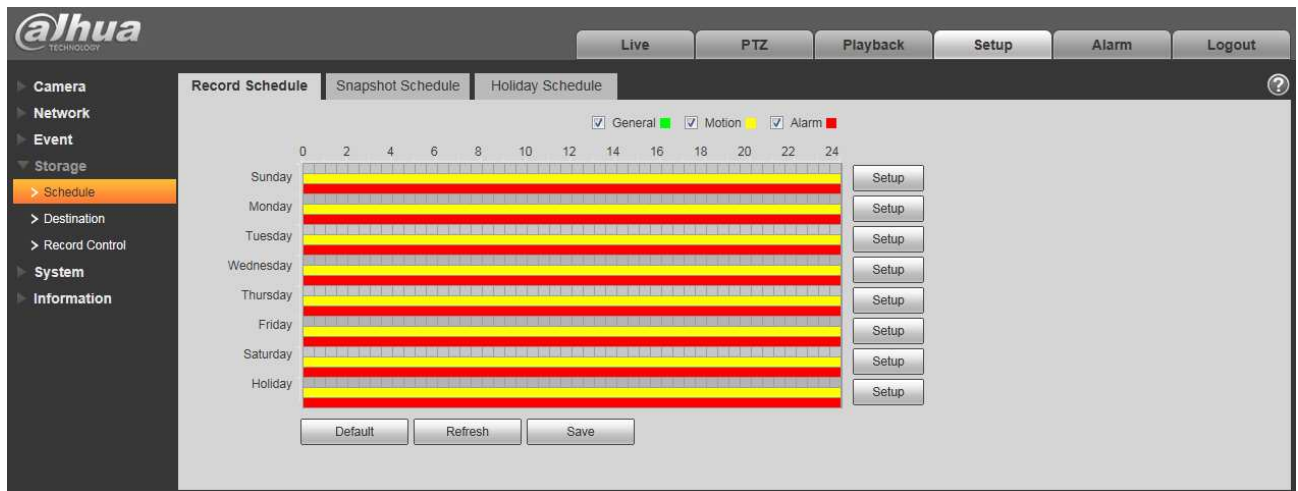 alhua
TECHNOLOGY
Live PTZ Playback Setup Alarm Logout
Camera
Network
Event
Storage
> Schedule
> Destination
> Record Control
System
Information
Record Schedule Snapshot Schedule Holiday Schedule ?
General Motion Alarm
0 2 4 6 8 10 12 14 16 18 20 22 24
Sunday Setup
Monday Setup
Tuesday Setup
Wednesday Setup
Thursday Setup
Friday Setup
Saturday Setup
Holiday Setup
Default Refresh Save